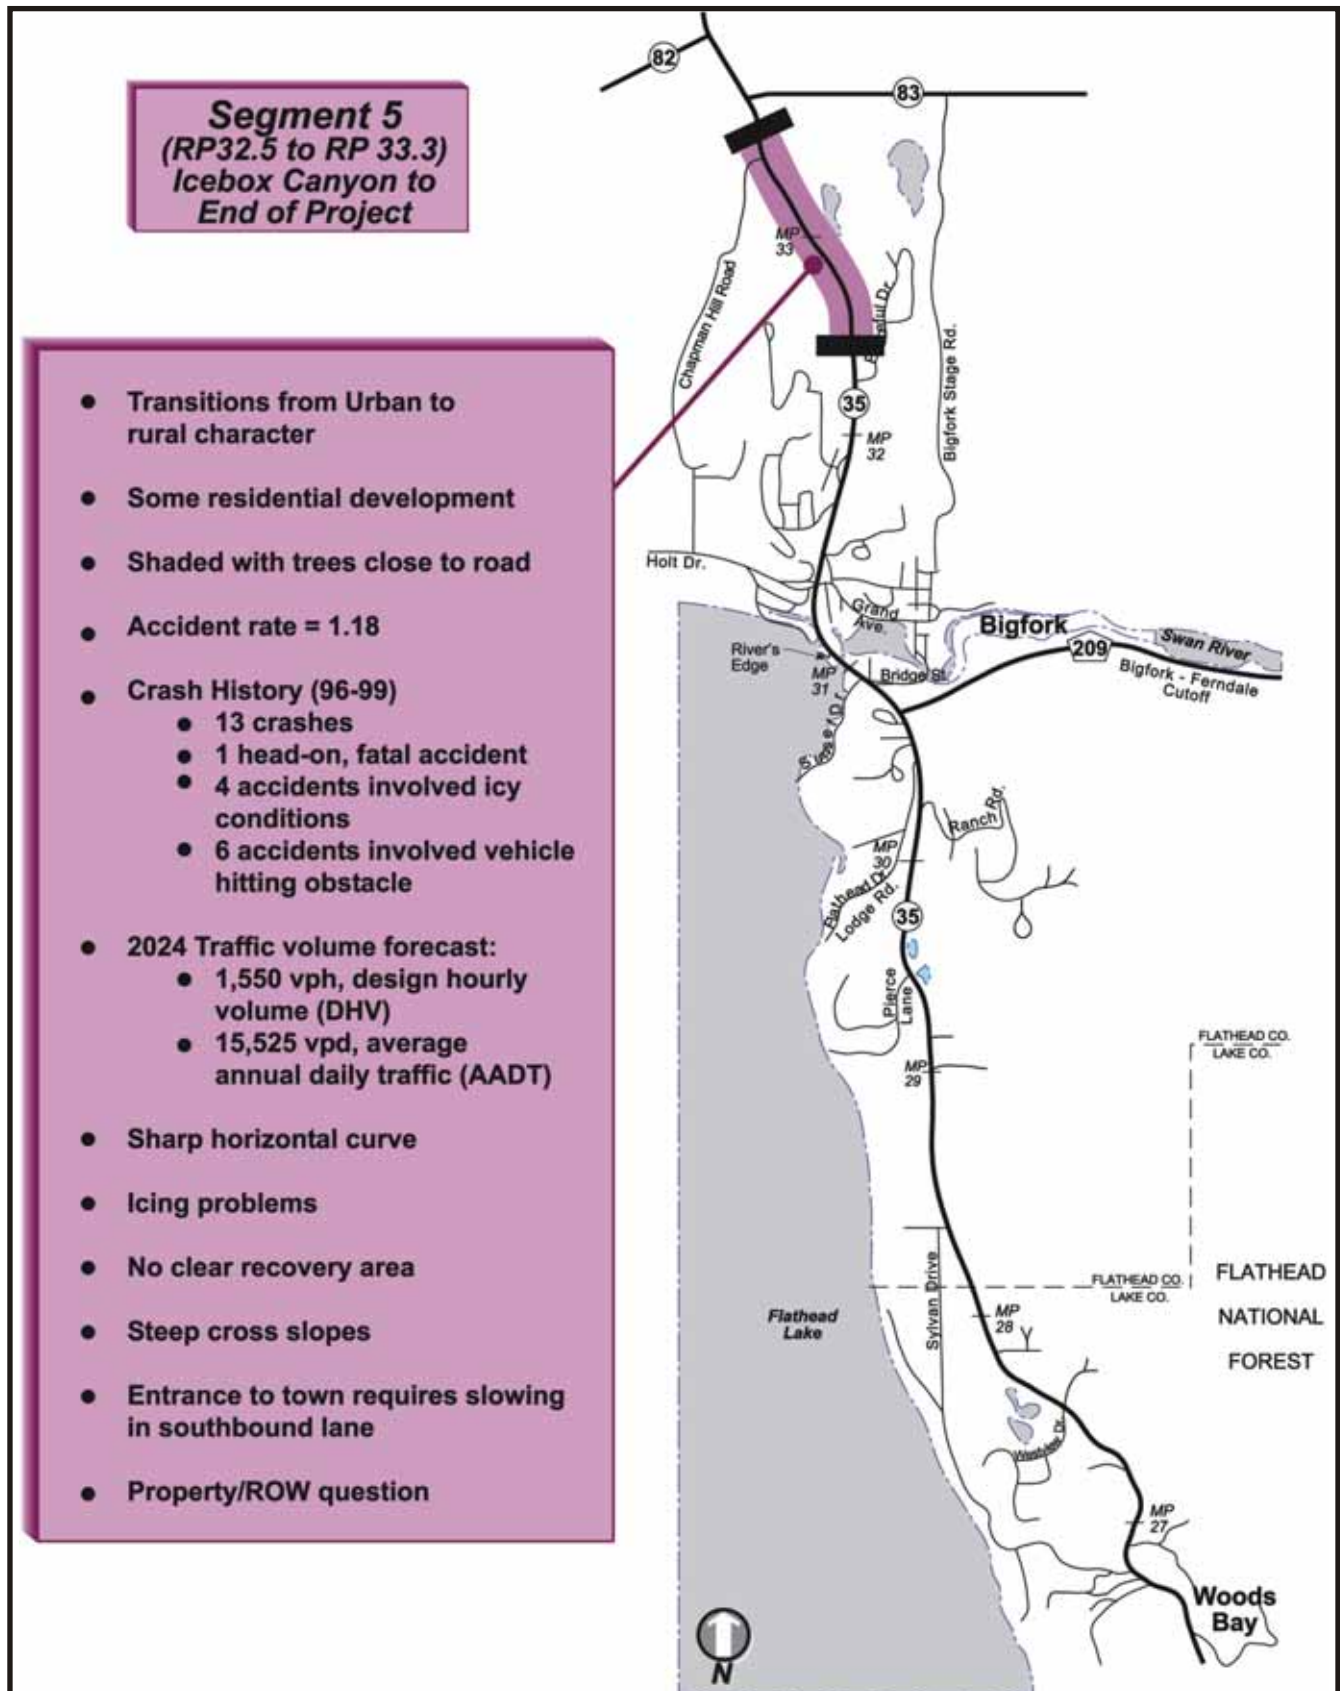 Segment 5
(RP32.5 to RP 33.3)
Icebox Canyon to
End of Project
● Transitions from Urban to
rural character
● Some residential development
● Shaded with trees close to road
● Accident rate = 1.18
● Crash History (96-99)
● 13 crashes
● 1 head-on, fatal accident
● 4 accidents involved icy
conditions
● 6 accidents involved vehicle
hitting obstacle
● 2024 Traffic volume forecast:
● 1,550 vph, design hourly
volume (DHV)
● 15,525 vpd, average
annual daily traffic (AADT)
● Sharp horizontal curve
● Icing problems
● No clear recovery area
● Steep cross slopes
● Entrance to town requires slowing
in southbound lane
● Property/ROW question
82
83
MP
33
Chapman Hill Road
Dr.
Bigfork Stage Rd.
35
MP
32
Holt Dr.
Grand
Ave.
Bigfork
Swan River
209
Bigfork - Ferndale
Cutoff
River's
Edge
MP
31
Bridge St.
Sunset Dr.
Ranch Rd.
MP
30
Flathead Dr.
Lodge Rd.
35
Pierce
Lane
MP
29
FLATHEAD CO.
LAKE CO.
Sylvan Drive
FLATHEAD CO.
LAKE CO.
FLATHEAD
NATIONAL
FOREST
Flathead
Lake
MP
28
Westview Dr.
MP
27
Woods
Bay
N